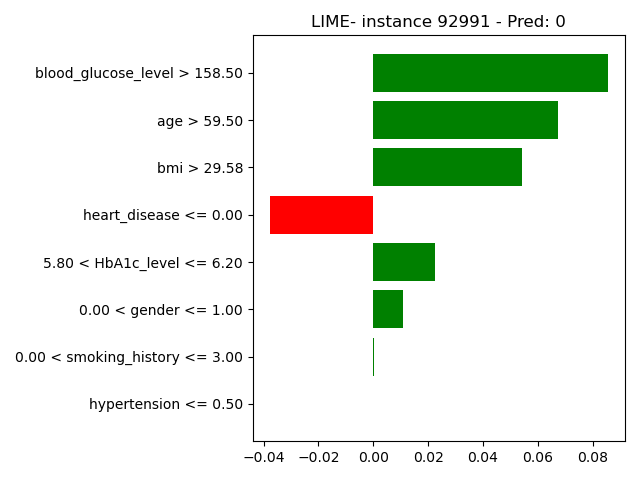 LIME- instance 92991 - Pred: 0
blood_glucose_level > 158.50
age > 59.50
bmi > 29.58
heart_disease <= 0.00
5.80 < HbA1c_level <= 6.20
0.00 < gender <= 1.00
0.00 < smoking_history <= 3.00
hypertension <= 0.50
−0.04 −0.02 0.00 0.02 0.04 0.06 0.08